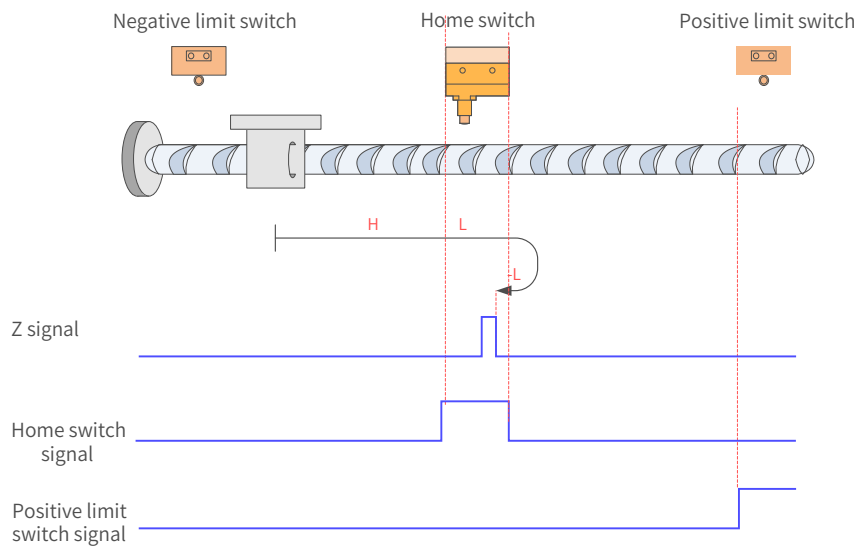 Negative limit switch
Home switch
Positive limit switch
H
L
-L
Z signal
Home switch
signal
Positive limit
switch signal